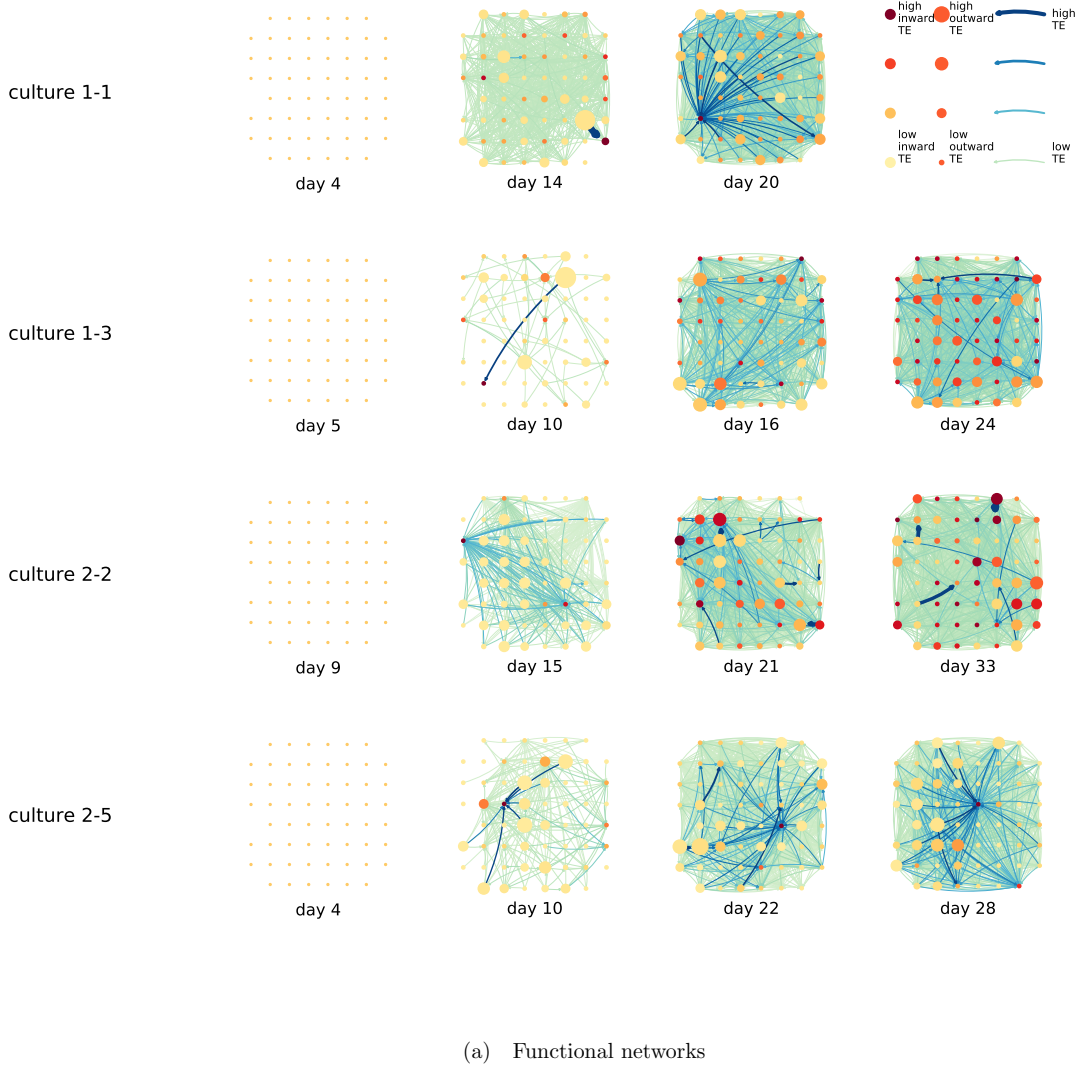 high
inward
TE
high
outward
TE
high
TE
low
inward
TE
low
outward
TE
low
TE
culture 1-1
day 4
day 14
day 20
culture 1-3
day 5
day 10
day 16
day 24
culture 2-2
day 9
day 15
day 21
day 33
culture 2-5
day 4
day 10
day 22
day 28
(a) Functional networks